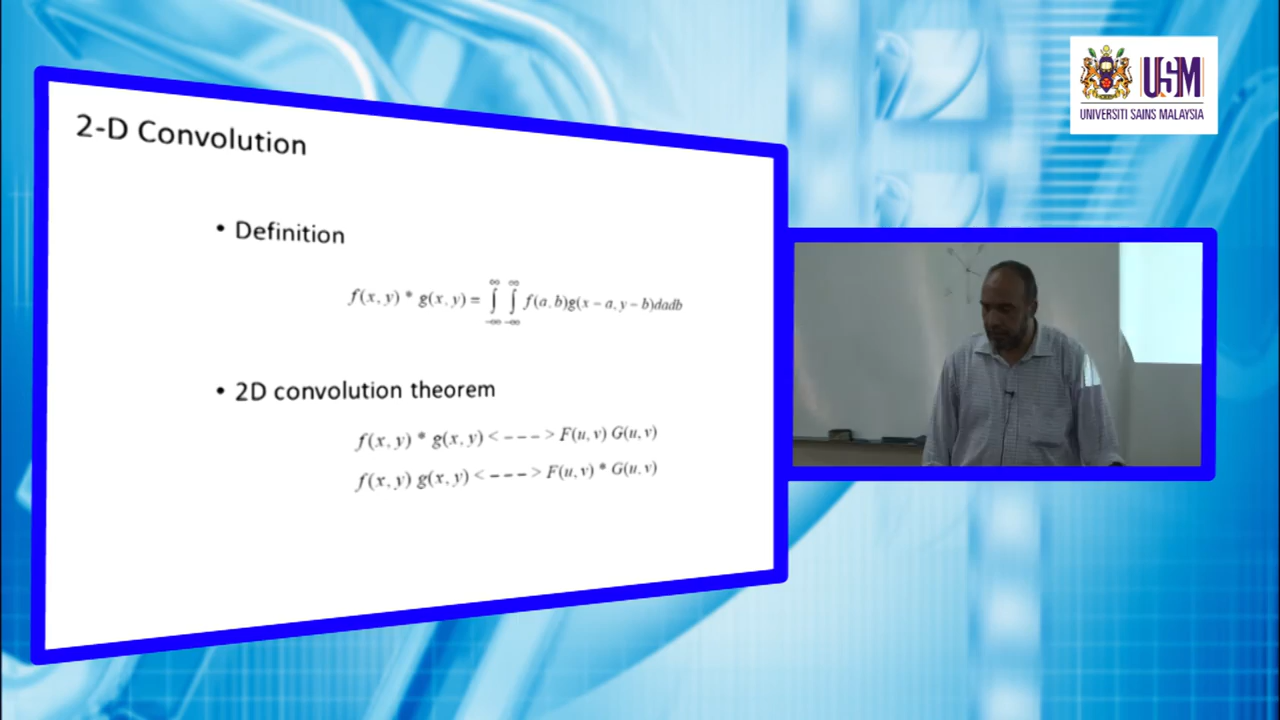 2-D Convolution
• Definition
f(x, y) * g(x, y) = ∫_{-∞}^{∞} ∫_{-∞}^{∞} f(a, b)g(x - a, y - b)dadb
• 2D convolution theorem
f(x, y) * g(x, y) < - - - > F(u, v) G(u, v)
f(x, y) g(x, y) < - - - > F(u, v) * G(u, v)
USM
UNIVERSITI SAINS MALAYSIA